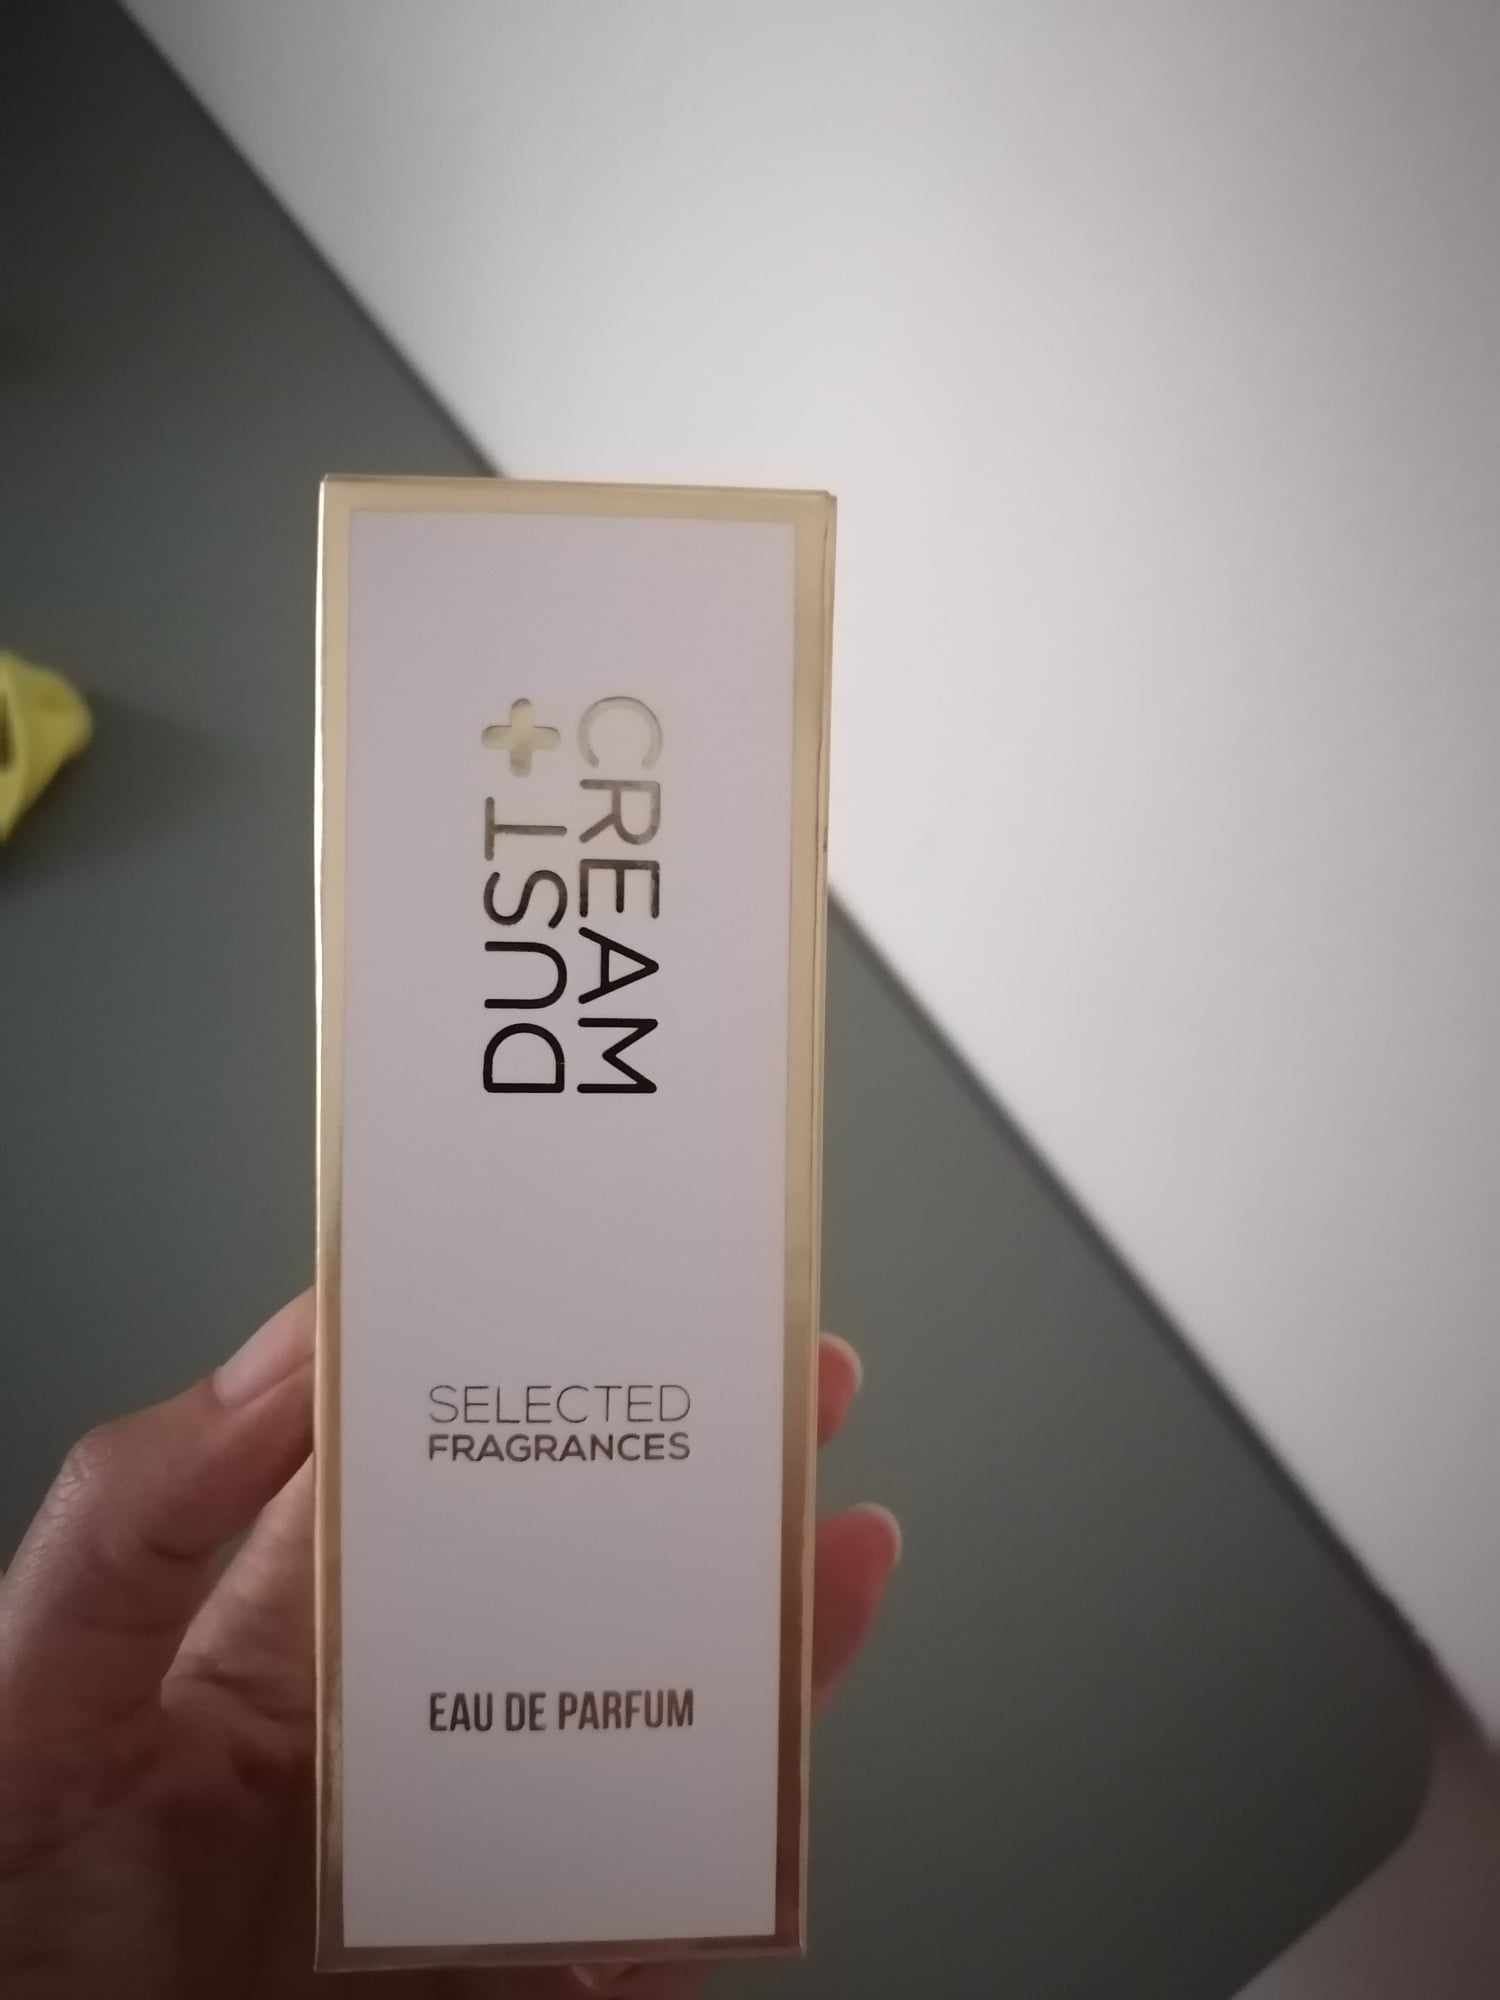 CREAM
+ DUST
SELECTED
FRAGRANCES
EAU DE PARFUM